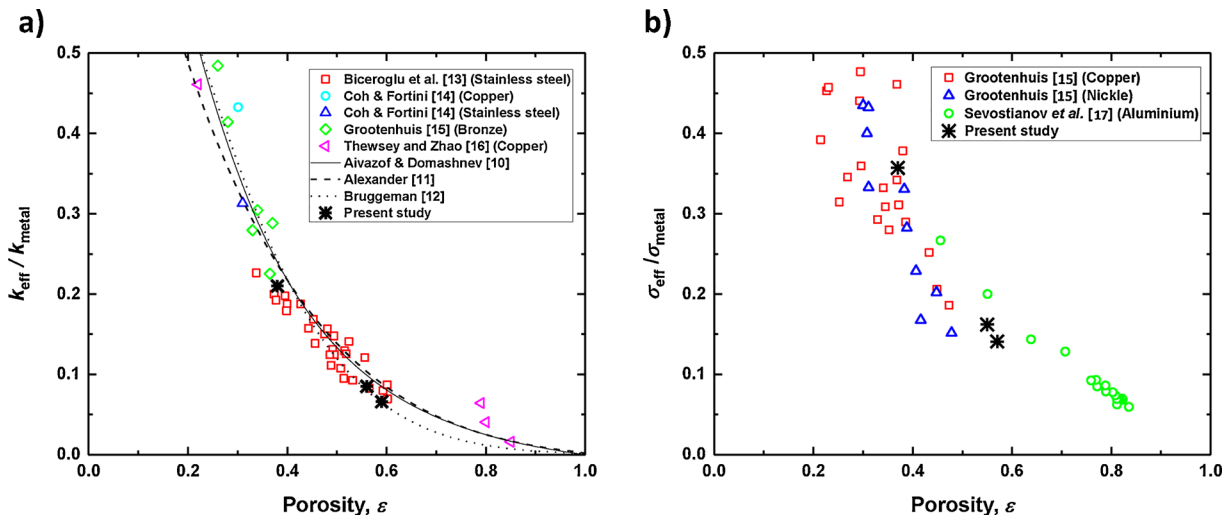 a)
0.5
0.4
0.3
0.2
0.1
0.0
0.0 0.2 0.4 0.6 0.8 1.0
k_eff / k_metal
Porosity, ε
Biceroglu et al. [13] (Stainless steel)
Coh & Fortini [14] (Copper)
Coh & Fortini [14] (Stainless steel)
Grootenhuis [15] (Bronze)
Thewsey and Zhao [16] (Copper)
Aivazof & Domashnev [10]
Alexander [11]
Bruggeman [12]
Present study
b)
0.5
0.4
0.3
0.2
0.1
0.0
0.0 0.2 0.4 0.6 0.8 1.0
σ_eff /σ_metal
Porosity, ε
Grootenhuis [15] (Copper)
Grootenhuis [15] (Nickle)
Sevostianov et al. [17] (Aluminium)
Present study